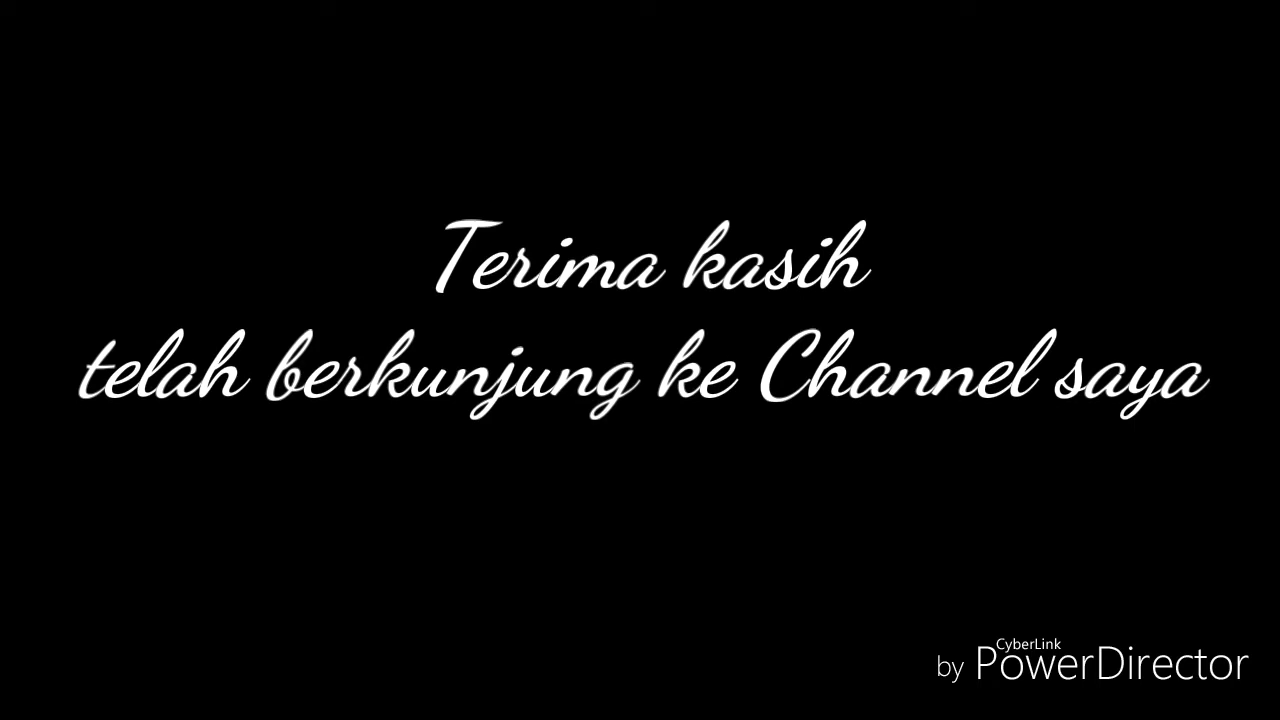 Terima kasih
telah berkunjung ke Channel saya
CyberLink
by PowerDirector